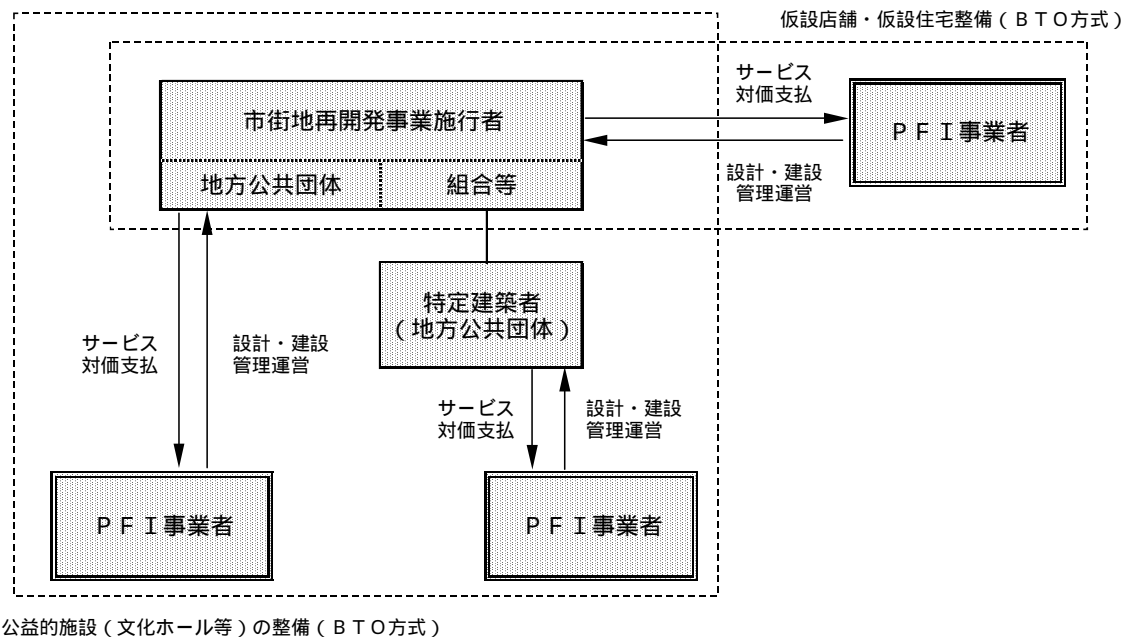 仮設店舗・仮設住宅整備(BTO方式)
サービス
対価支払
市街地再開発事業施行者
PFI事業者
地方公共団体
組合等
設計・建設
管理運営
特定建築者
(地方公共団体)
サービス
対価支払
設計・建設
管理運営
サービス
対価支払
設計・建設
管理運営
PFI事業者
PFI事業者
公益的施設(文化ホール等)の整備(BTO方式)